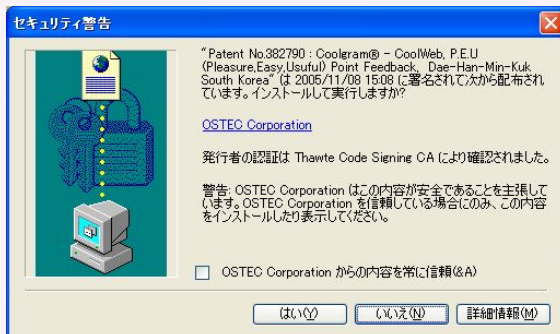 セキュリティ警告
"Patent No.382790 : Coolgram® - CoolWeb, P.E.U
(Pleasure,Easy,Usuful) Point Feedback, Dae-Han-Min-Kuk
South Korea" は 2005/11/08 15:08 に署名されて次から配布され
ています。インストールして実行しますか?
OSTEC Corporation
発行者の認証は Thawte Code Signing CA により確認されました。
警告: OSTEC Corporation はこの内容が安全であることを主張して
います。OSTEC Corporation を信頼している場合にのみ、この内容
をインストールしたり表示してください。
OSTEC Corporation からの内容を常に信頼(&A)
はい(Y)
いいえ(N)
詳細情報(M)